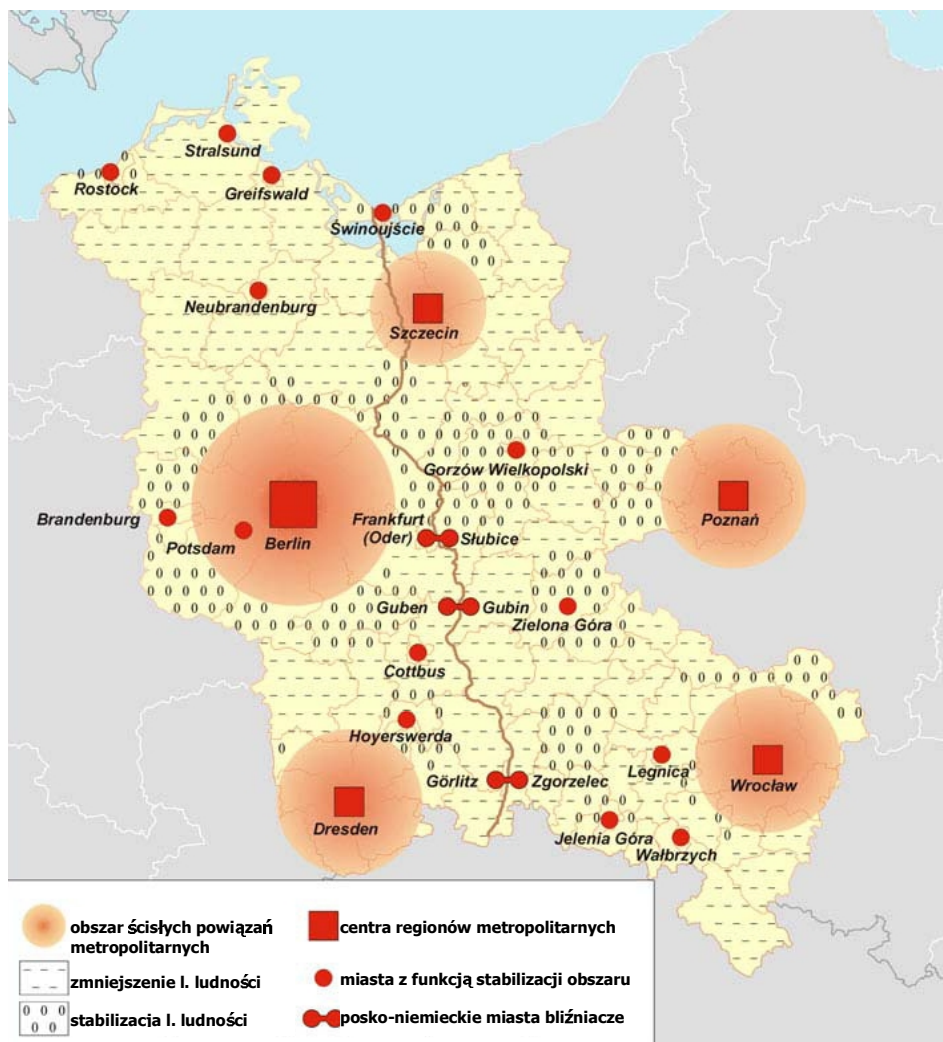 Stralsund
Rostock
Greifswald
Świnoujście
Neubrandenburg
Szczecin
Gorzów Wielkopolski
Brandenburg
Potsdam
Berlin
Frankfurt
(Oder)
Słubice
Poznań
Guben
Gubin
Zielona Góra
Cottbus
Hoyerswerda
Görlitz
Zgorzelec
Legnica
Wrocław
Dresden
Jelenia Góra
Wałbrzych
obszar ścisłych powiązań
metropolitarnych
centra regionów metropolitarnych
zmniejszenie l. ludności
miasta z funkcją stabilizacji obszaru
stabilizacja l. ludności
posko-niemieckie miasta bliźniacze